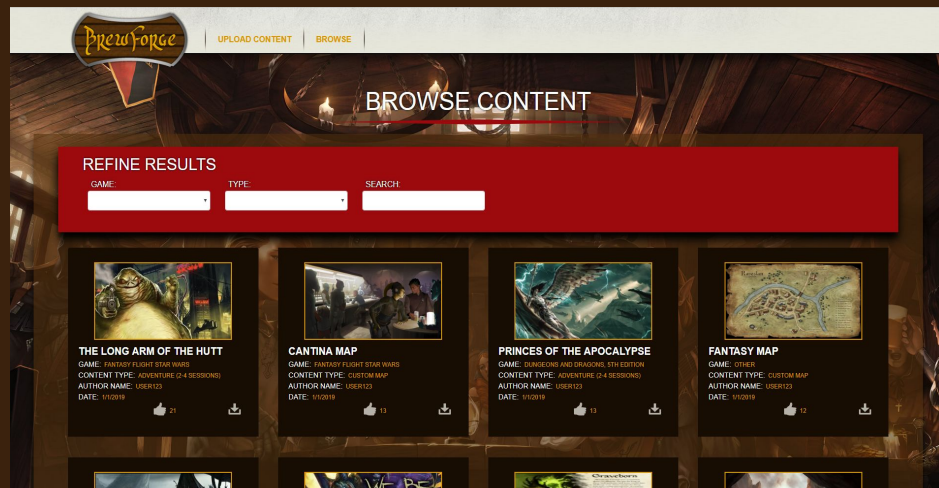 BrewForge
UPLOAD CONTENT
BROWSE
BROWSE CONTENT
REFINE RESULTS
GAME:
TYPE:
SEARCH:
THE LONG ARM OF THE HUTT
GAME: FANTASY FLIGHT STAR WARS
CONTENT TYPE: ADVENTURE (2-4 SESSIONS)
AUTHOR NAME: USER123
DATE: 1/1/2019
21
CANTINA MAP
GAME: FANTASY FLIGHT STAR WARS
CONTENT TYPE: CUSTOM MAP
AUTHOR NAME: USER123
DATE: 1/1/2019
13
PRINCES OF THE APOCALYPSE
GAME: DUNGEONS AND DRAGONS, 5TH EDITION
CONTENT TYPE: ADVENTURE (2-4 SESSIONS)
AUTHOR NAME: USER123
DATE: 1/1/2019
13
FANTASY MAP
GAME: OTHER
CONTENT TYPE: CUSTOM MAP
AUTHOR NAME: USER123
DATE: 1/1/2019
12
WE BE